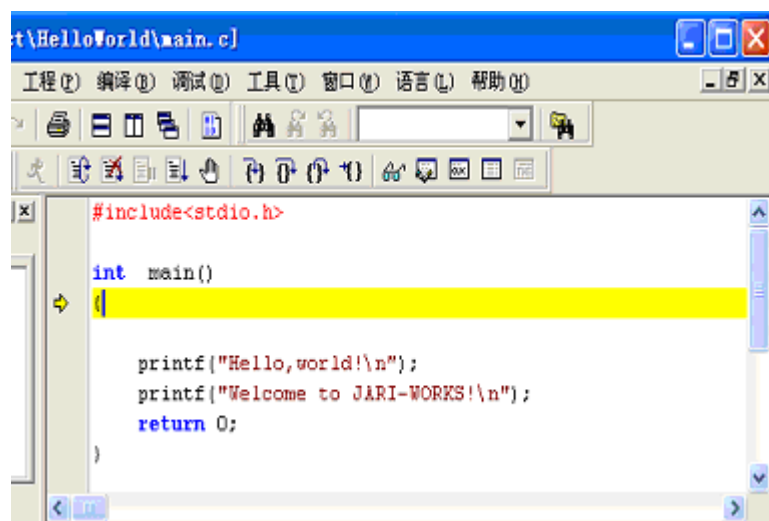 ct\HelloWorld\main.c]
工程(P) 编译(B) 调试(D) 工具(T) 窗口(W) 语言(L) 帮助(H)
#include<stdio.h>
int main()
{
printf("Hello,world!\n");
printf("Welcome to JARI-WORKS!\n");
return 0;
}